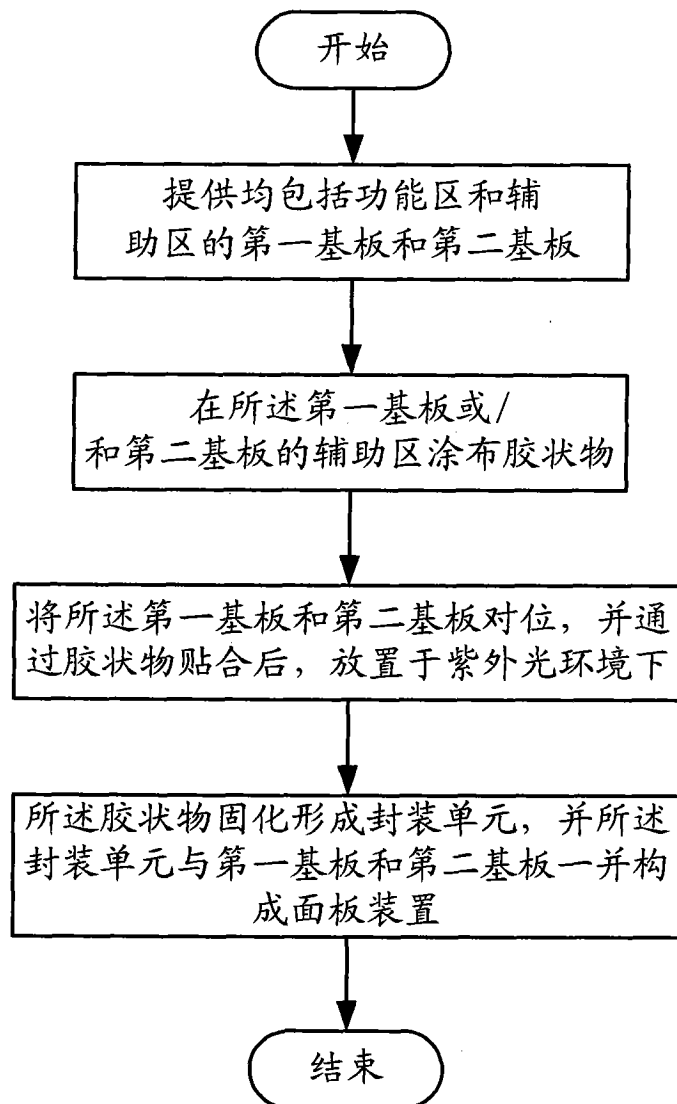 开始
提供均包括功能区和辅
助区的第一基板和第二基板
在所述第一基板或/
和第二基板的辅助区涂布胶状物
将所述第一基板和第二基板对位，并通
过胶状物贴合后，放置于紫外光环境下
所述胶状物固化形成封装单元，并所述
封装单元与第一基板和第二基板一并构
成面板装置
结束